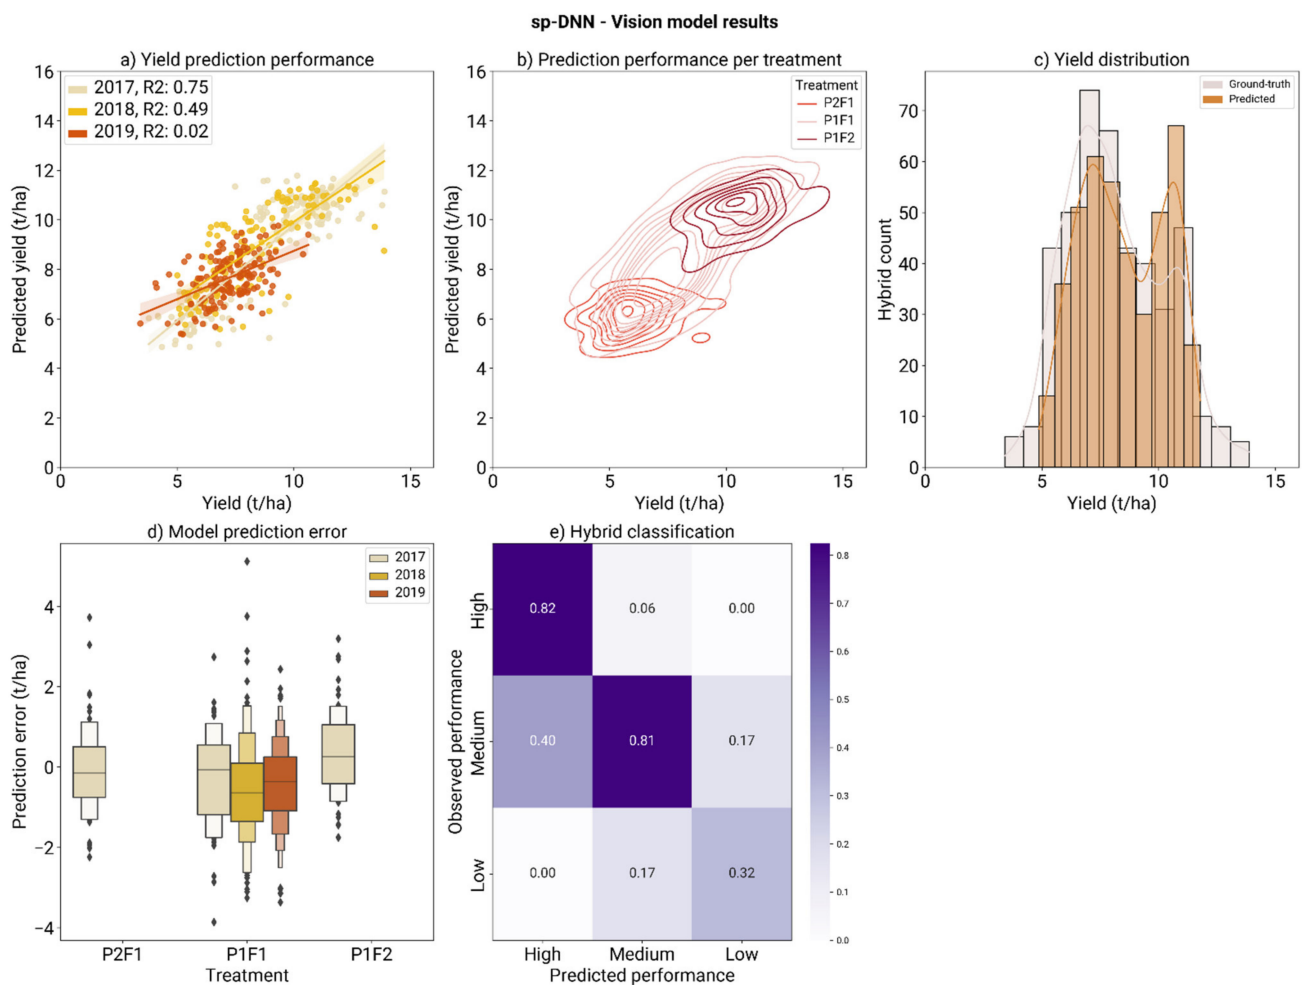 sp-DNN - Vision model results
a) Yield prediction performance
16
14
12
10
8
6
4
2
0
0
5
10
15
Predicted yield (t/ha)
Yield (t/ha)
2017, R2: 0.75
2018, R2: 0.49
2019, R2: 0.02
b) Prediction performance per treatment
16
14
12
10
8
6
4
2
0
0
5
10
15
Predicted yield (t/ha)
Yield (t/ha)
Treatment
P2F1
P1F1
P1F2
c) Yield distribution
70
60
50
40
30
20
10
0
0
5
10
15
Hybrid count
Yield (t/ha)
Ground-truth
Predicted
d) Model prediction error
4
2
0
−2
−4
Prediction error (t/ha)
P2F1
P1F1
P1F2
Treatment
2017
2018
2019
e) Hybrid classification
Observed performance
High
Medium
Low
0.82
0.06
0.00
0.40
0.81
0.17
0.00
0.17
0.32
High
Medium
Low
Predicted performance
0.8
0.7
0.6
0.5
0.4
0.3
0.2
0.1
0.0